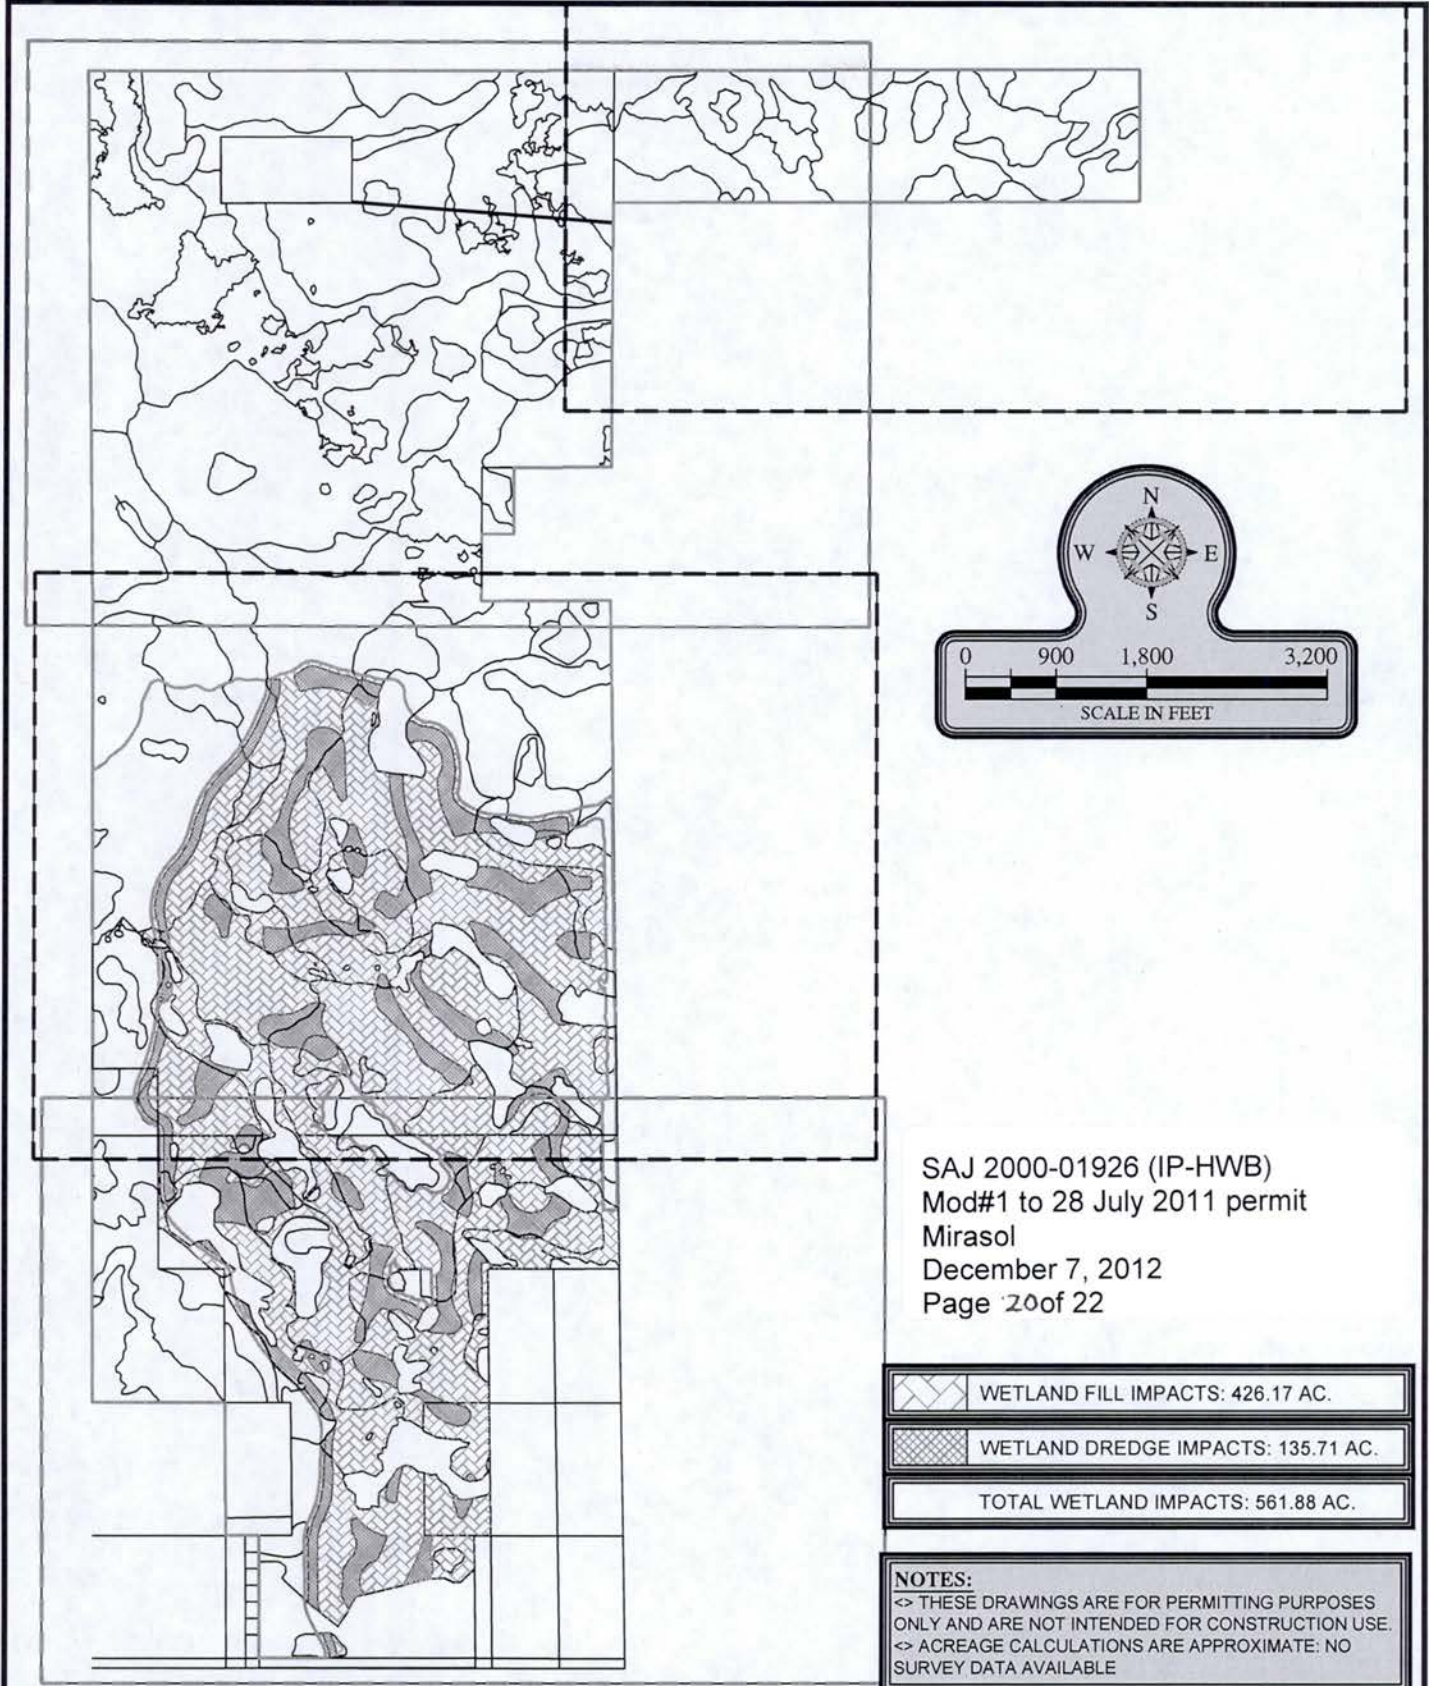 N
W E
S
0 900 1,800 3,200
SCALE IN FEET
SAJ 2000-01926 (IP-HWB)
Mod#1 to 28 July 2011 permit
Mirasol
December 7, 2012
Page 20of 22
WETLAND FILL IMPACTS: 426.17 AC.
WETLAND DREDGE IMPACTS: 135.71 AC.
TOTAL WETLAND IMPACTS: 561.88 AC.
NOTES:
<> THESE DRAWINGS ARE FOR PERMITTING PURPOSES
ONLY AND ARE NOT INTENDED FOR CONSTRUCTION USE.
<> ACREAGE CALCULATIONS ARE APPROXIMATE: NO
SURVEY DATA AVAILABLE